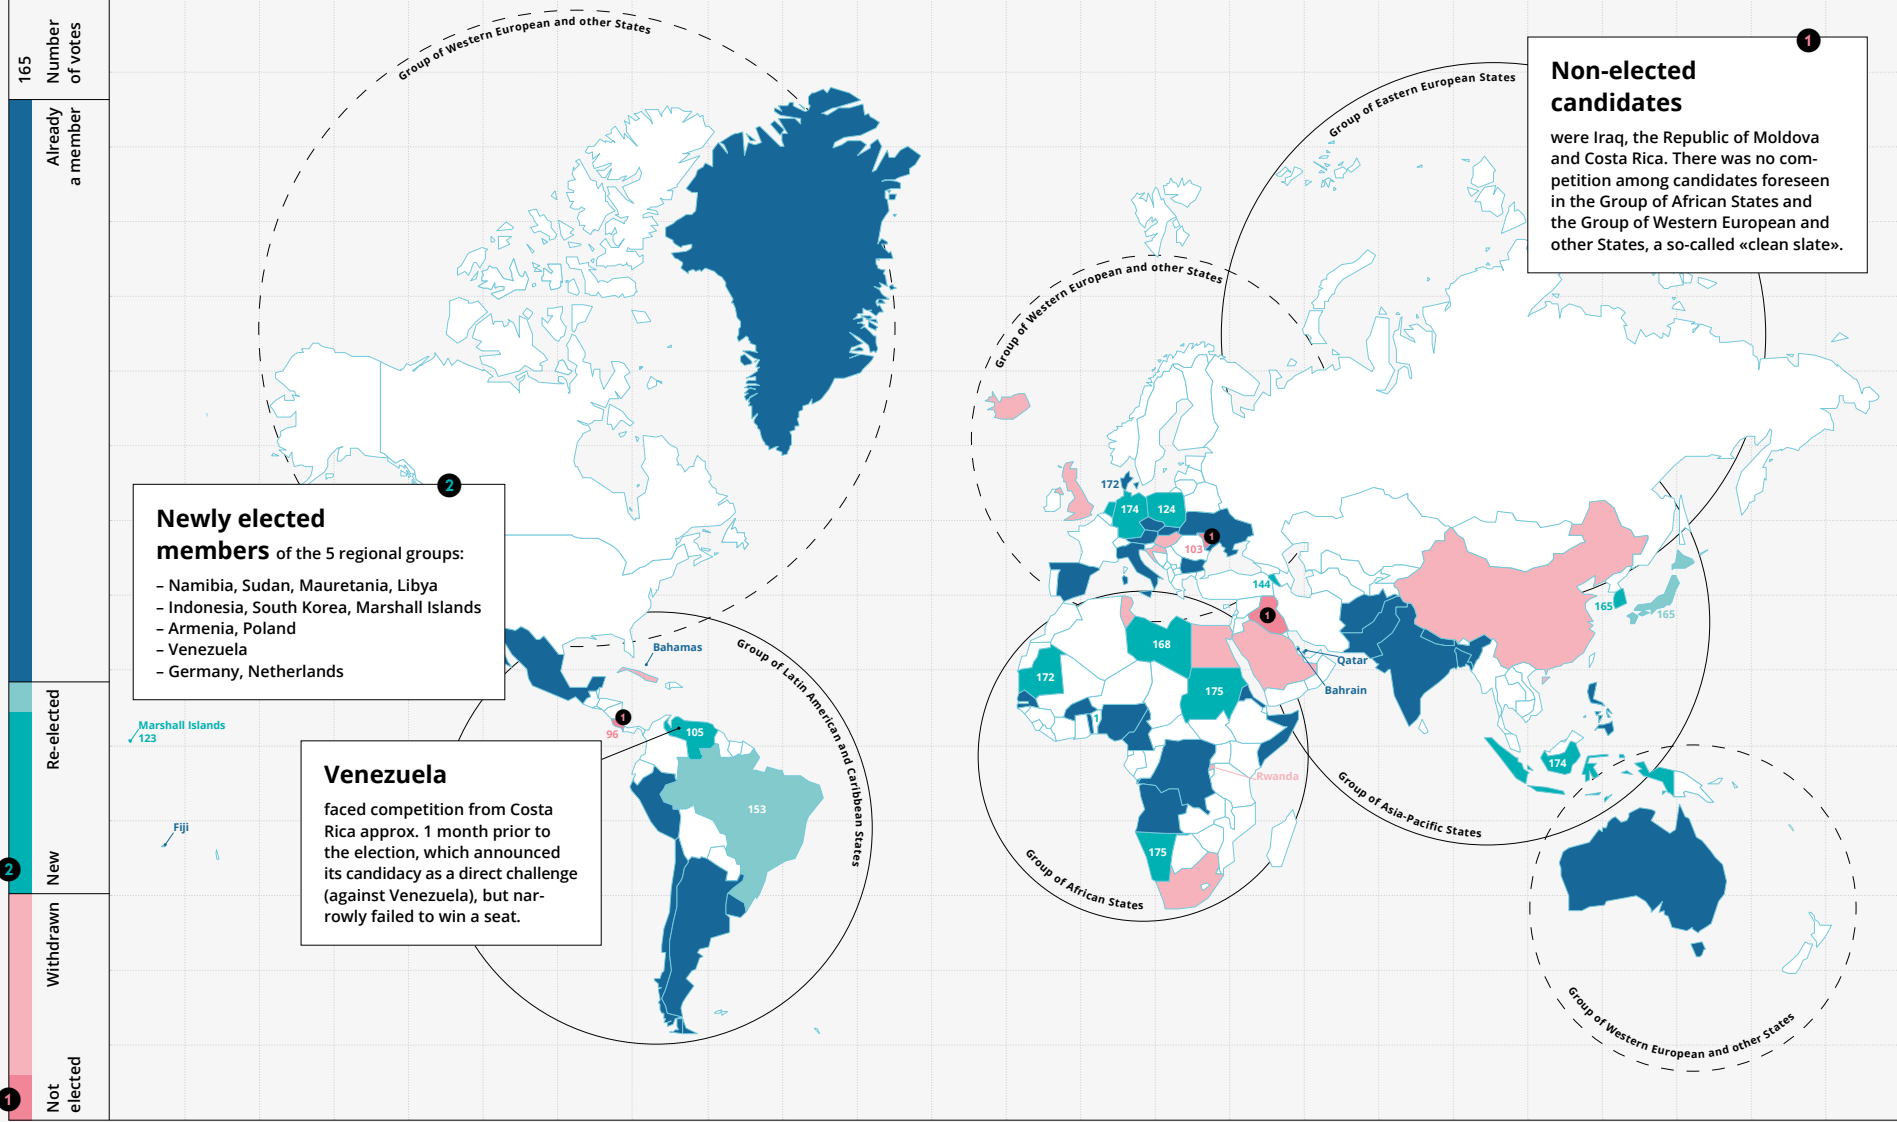 165
Number
of votes
Already
a member
Re-elected
New
Withdrawn
Not
elected
2
1
Group of Western European and other States
Group of Western European and other States
Group of Eastern European States
1
Non-elected
candidates
were Iraq, the Republic of Moldova
and Costa Rica. There was no com-
petition among candidates foreseen
in the Group of African States and
the Group of Western European and
other States, a so-called «clean slate».
2
Newly elected
members of the 5 regional groups:
– Namibia, Sudan, Mauretania, Libya
– Indonesia, South Korea, Marshall Islands
– Armenia, Poland
– Venezuela
– Germany, Netherlands
172
174
124
103
1
144
1
165
165
Bahamas
Group of Latin American and Caribbean States
168
172
175
Qatar
Bahrain
Marshall Islands
123
1
96
105
1
174
Rwanda
Venezuela
faced competition from Costa
Rica approx. 1 month prior to
the election, which announced
its candidacy as a direct challenge
(against Venezuela), but nar-
rowly failed to win a seat.
153
Fiji
Group of Asia-Pacific States
175
Group of African States
Group of Western European and other States